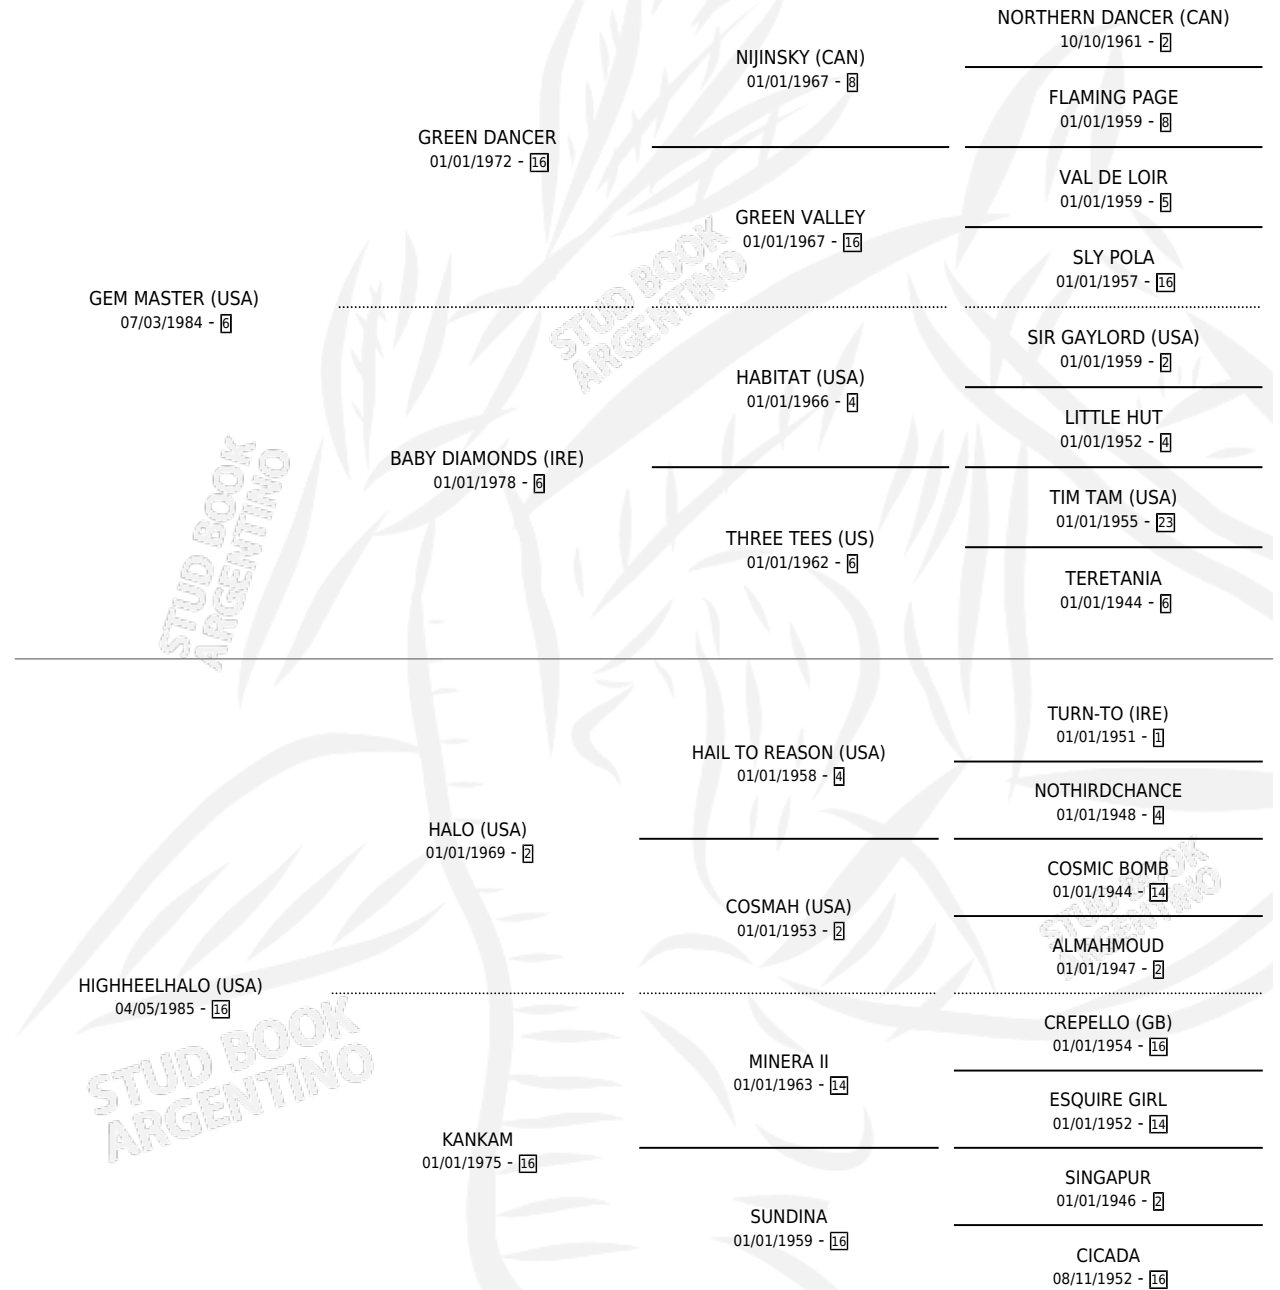 NORTHERN DANCER (CAN)
10/10/1961 - 2
NIJINSKY (CAN)
01/01/1967 - 8
FLAMING PAGE
01/01/1959 - 8
GREEN DANCER
01/01/1972 - 16
VAL DE LOIR
01/01/1959 - 5
GREEN VALLEY
01/01/1967 - 16
SLY POLA
01/01/1957 - 16
GEM MASTER (USA)
07/03/1984 - 6
SIR GAYLORD (USA)
01/01/1959 - 2
HABITAT (USA)
01/01/1966 - 4
LITTLE HUT
01/01/1952 - 4
BABY DIAMONDS (IRE)
01/01/1978 - 6
TIM TAM (USA)
01/01/1955 - 23
THREE TEES (US)
01/01/1962 - 6
TERETANIA
01/01/1944 - 6
TURN-TO (IRE)
01/01/1951 - 1
HAIL TO REASON (USA)
01/01/1958 - 4
NOTHIRDCHANCE
01/01/1948 - 4
HALO (USA)
01/01/1969 - 2
COSMIC BOMB
01/01/1944 - 14
COSMAH (USA)
01/01/1953 - 2
ALMAHMOUD
01/01/1947 - 2
HIGHHEELHALO (USA)
04/05/1985 - 16
CREPELLO (GB)
01/01/1954 - 16
MINERA II
01/01/1963 - 14
ESQUIRE GIRL
01/01/1952 - 14
KANKAM
01/01/1975 - 16
SINGAPUR
01/01/1946 - 2
SUNDINA
01/01/1959 - 16
CICADA
08/11/1952 - 16
STUD BOOK
ARGENTINO
STUD BOOK
ARGENTINO
STUD BOOK
ARGENTINO
STUD BOOK
ARGENTINO